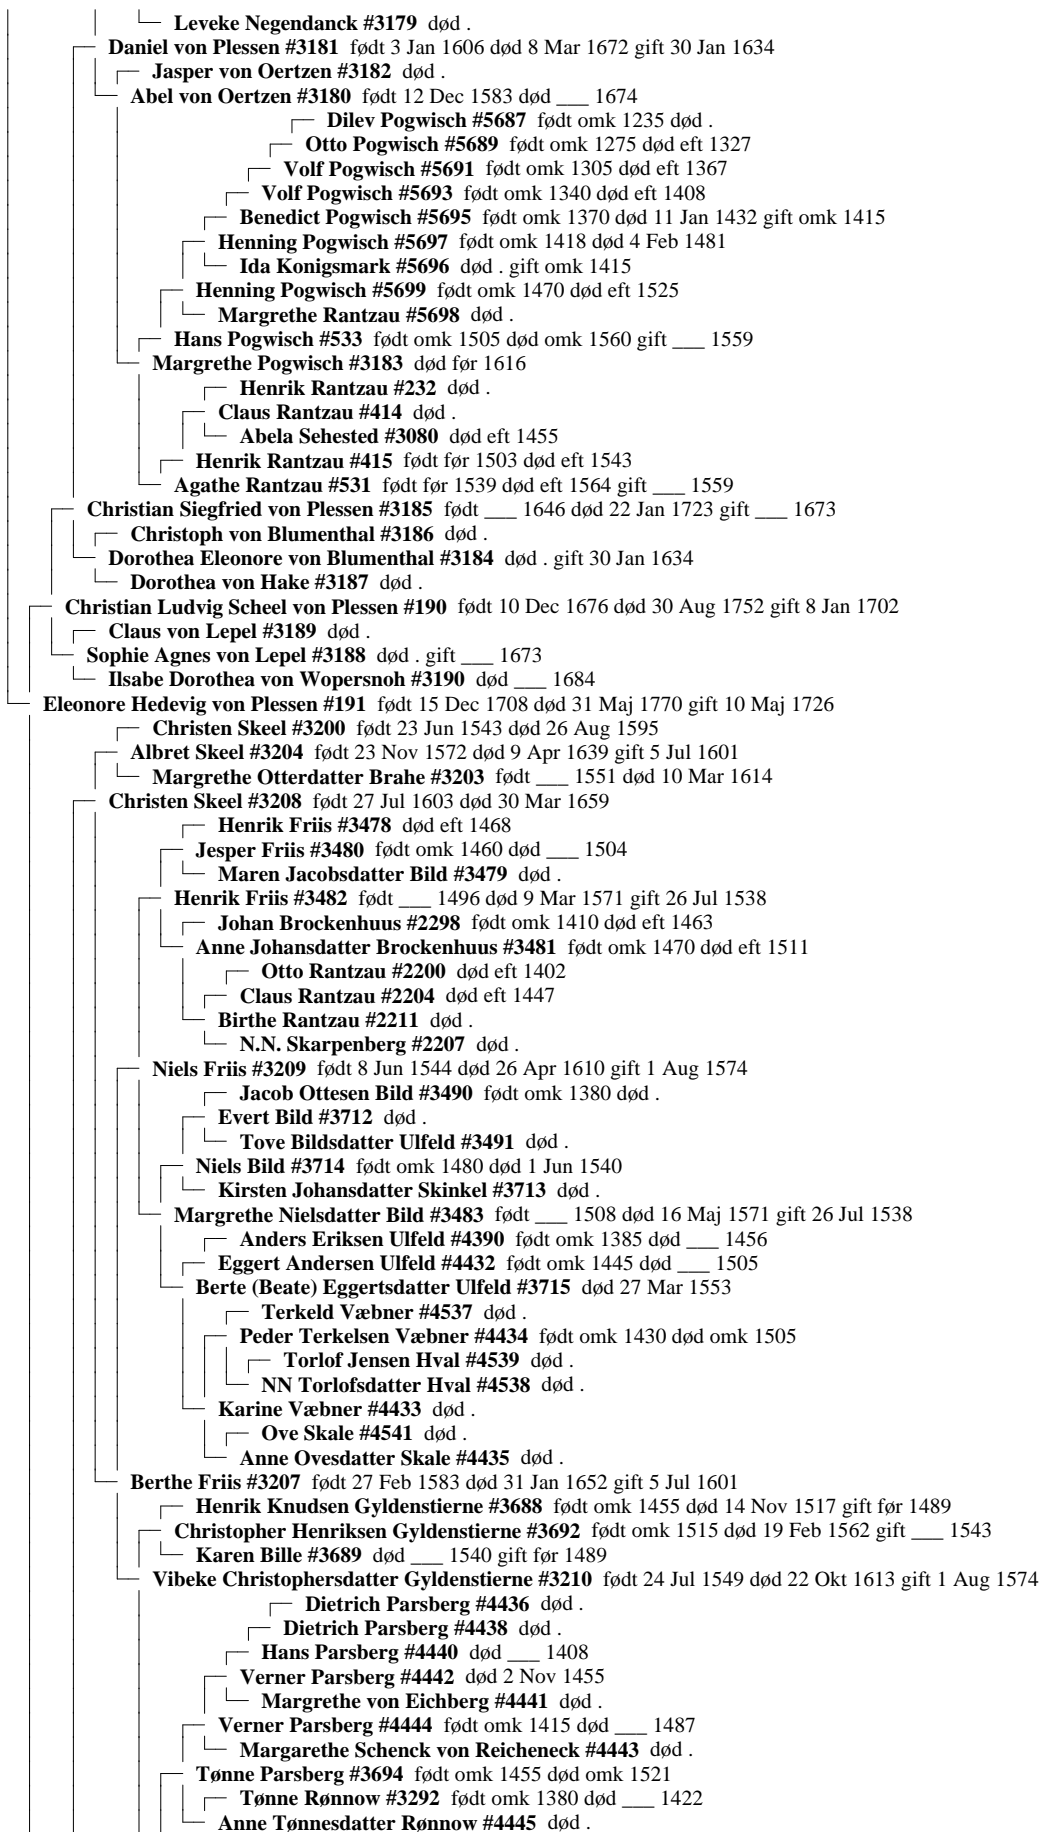 Leveke Negendanck #3179 død .
Daniel von Plessen #3181 født 3 Jan 1606 død 8 Mar 1672 gift 30 Jan 1634
Jasper von Oertzen #3182 død .
Abel von Oertzen #3180 født 12 Dec 1583 død ___ 1674
Dilev Pogwisch #5687 født omk 1235 død .
Otto Pogwisch #5689 født omk 1275 død eft 1327
Volf Pogwisch #5691 født omk 1305 død eft 1367
Volf Pogwisch #5693 født omk 1340 død eft 1408
Benedict Pogwisch #5695 født omk 1370 død 11 Jan 1432 gift omk 1415
Henning Pogwisch #5697 født omk 1418 død 4 Feb 1481
Ida Konigsmark #5696 død . gift omk 1415
Henning Pogwisch #5699 født omk 1470 død eft 1525
Margrethe Rantzau #5698 død .
Hans Pogwisch #533 født omk 1505 død omk 1560 gift ___ 1559
Margrethe Pogwisch #3183 død før 1616
Henrik Rantzau #232 død .
Claus Rantzau #414 død .
Abela Sehested #3080 død eft 1455
Henrik Rantzau #415 født før 1503 død eft 1543
Agathe Rantzau #531 født før 1539 død eft 1564 gift ___ 1559
Christian Siegfried von Plessen #3185 født ___ 1646 død 22 Jan 1723 gift ___ 1673
Christoph von Blumenthal #3186 død .
Dorothea Eleonore von Blumenthal #3184 død . gift 30 Jan 1634
Dorothea von Hake #3187 død .
Christian Ludvig Scheel von Plessen #190 født 10 Dec 1676 død 30 Aug 1752 gift 8 Jan 1702
Claus von Lepel #3189 død .
Sophie Agnes von Lepel #3188 død . gift ___ 1673
Ilsabe Dorothea von Wopersnoh #3190 død ___ 1684
Eleonore Hedevig von Plessen #191 født 15 Dec 1708 død 31 Maj 1770 gift 10 Maj 1726
Christen Skeel #3200 født 23 Jun 1543 død 26 Aug 1595
Albret Skeel #3204 født 23 Nov 1572 død 9 Apr 1639 gift 5 Jul 1601
Margrethe Otterdatter Brahe #3203 født ___ 1551 død 10 Mar 1614
Christen Skeel #3208 født 27 Jul 1603 død 30 Mar 1659
Henrik Friis #3478 død eft 1468
Jesper Friis #3480 født omk 1460 død ___ 1504
Maren Jacobsdatter Bild #3479 død .
Henrik Friis #3482 født ___ 1496 død 9 Mar 1571 gift 26 Jul 1538
Johan Brockenhuus #2298 født omk 1410 død eft 1463
Anne Johansdatter Brockenhuus #3481 født omk 1470 død eft 1511
Otto Rantzau #2200 død eft 1402
Claus Rantzau #2204 død eft 1447
Birthe Rantzau #2211 død .
N.N. Skarpenberg #2207 død .
Niels Friis #3209 født 8 Jun 1544 død 26 Apr 1610 gift 1 Aug 1574
Jacob Ottesen Bild #3490 født omk 1380 død .
Evert Bild #3712 død .
Tove Bildsdatter Ulfeld #3491 død .
Niels Bild #3714 født omk 1480 død 1 Jun 1540
Kirsten Johansdatter Skinkel #3713 død .
Margrethe Nielsdatter Bild #3483 født ___ 1508 død 16 Maj 1571 gift 26 Jul 1538
Anders Eriksen Ulfeld #4390 født omk 1385 død ___ 1456
Eggert Andersen Ulfeld #4432 født omk 1445 død ___ 1505
Berte (Beate) Eggertsdatter Ulfeld #3715 død 27 Mar 1553
Terkeld Væbner #4537 død .
Peder Terkelsen Væbner #4434 født omk 1430 død omk 1505
Torlof Jensen Hval #4539 død .
NN Torlofsdatter Hval #4538 død .
Karine Væbner #4433 død .
Ove Skale #4541 død .
Anne Ovesdatter Skale #4435 død .
Berthe Friis #3207 født 27 Feb 1583 død 31 Jan 1652 gift 5 Jul 1601
Henrik Knudsen Gyldenstierne #3688 født omk 1455 død 14 Nov 1517 gift før 1489
Christopher Henriksen Gyldenstierne #3692 født omk 1515 død 19 Feb 1562 gift ___ 1543
Karen Bille #3689 død ___ 1540 gift før 1489
Vibeke Christophersdatter Gyldenstierne #3210 født 24 Jul 1549 død 22 Okt 1613 gift 1 Aug 1574
Dietrich Parsberg #4436 død .
Dietrich Parsberg #4438 død .
Hans Parsberg #4440 død ___ 1408
Verner Parsberg #4442 død 2 Nov 1455
Margrethe von Eichberg #4441 død .
Verner Parsberg #4444 født omk 1415 død ___ 1487
Margarethe Schenck von Reicheneck #4443 død .
Tønne Parsberg #3694 født omk 1455 død omk 1521
Tønne Rønnow #3292 født omk 1380 død ___ 1422
Anne Tønnesdatter Rønnow #4445 død .